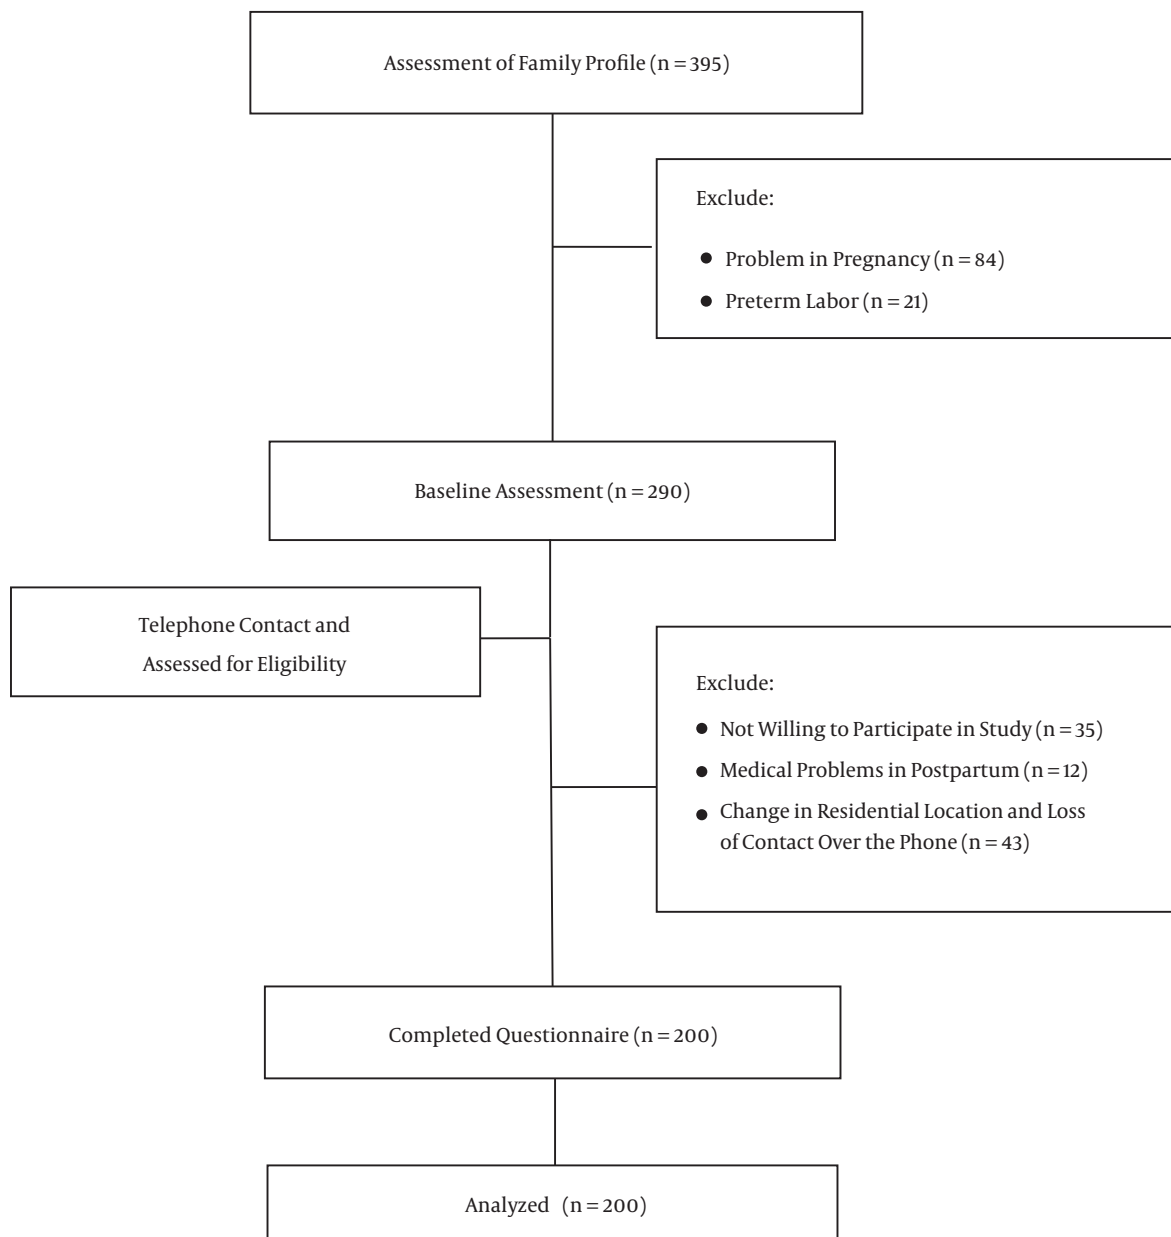 Assessment of Family Profile (n = 395)
Exclude:
● Problem in Pregnancy (n = 84)
● Preterm Labor (n = 21)
Baseline Assessment (n = 290)
Telephone Contact and
Assessed for Eligibility
Exclude:
● Not Willing to Participate in Study (n = 35)
● Medical Problems in Postpartum (n = 12)
● Change in Residential Location and Loss
of Contact Over the Phone (n = 43)
Completed Questionnaire (n = 200)
Analyzed (n = 200)